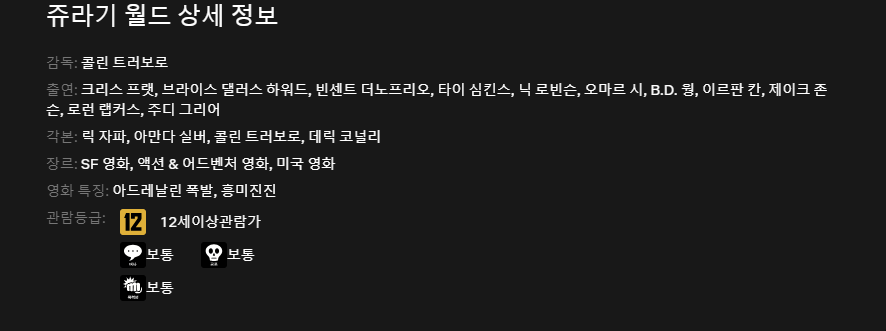 쥬라기 월드 상세 정보
감독: 콜린 트러보로
출연: 크리스 프랫, 브라이스 댈러스 하워드, 빈센트 더노프리오, 타이 심킨스, 닉 로빈슨, 오마르 시, B.D. 웡, 이르판 칸, 제이크 존
슨, 로런 랩커스, 주디 그리어
각본: 릭 자파, 아만다 실버, 콜린 트러보로, 데릭 코널리
장르: SF 영화, 액션 & 어드벤처 영화, 미국 영화
영화 특징: 아드레날린 폭발, 흥미진진
관람등급: 12 12세이상관람가
대사 보통 공포 보통
폭력성 보통